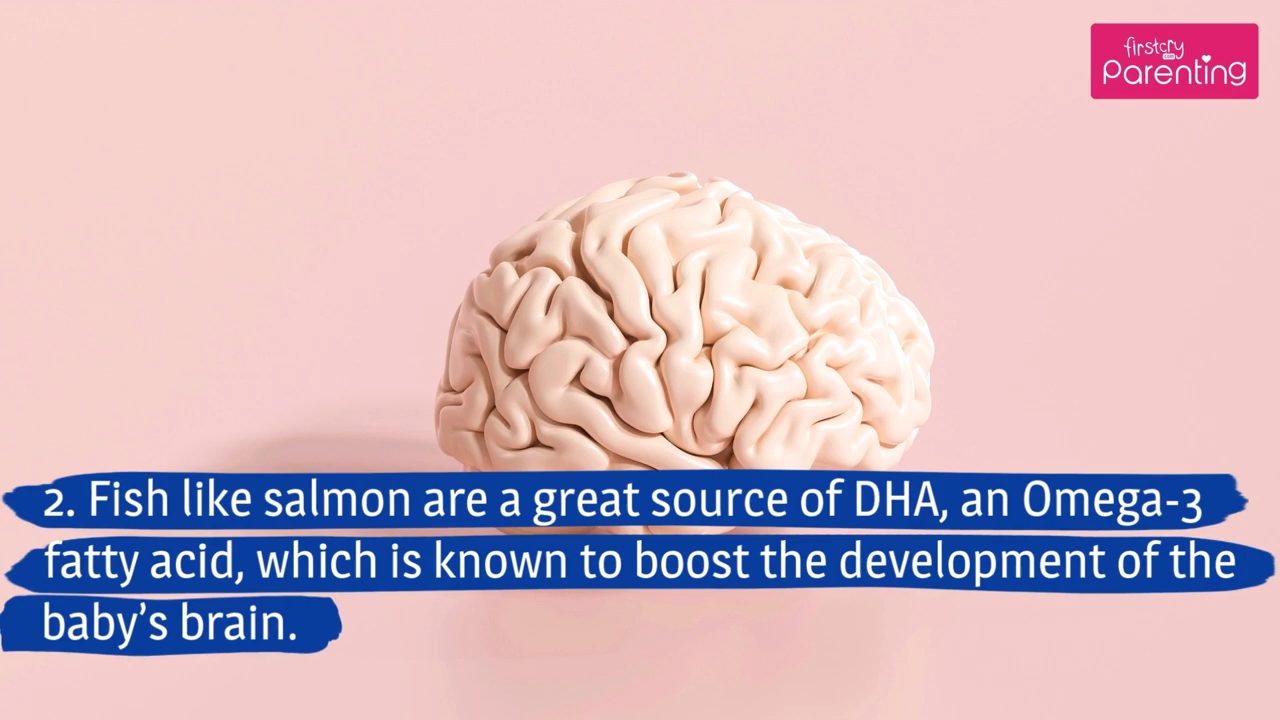 firstcry
.com
Parenting
2. Fish like salmon are a great source of DHA, an Omega-3
fatty acid, which is known to boost the development of the
baby's brain.